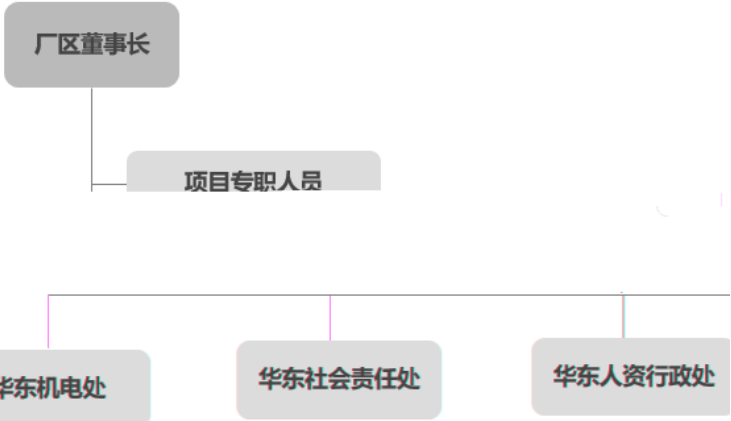 厂区董事长
项目专职人员
华东机电处
华东社会责任处
华东人资行政处